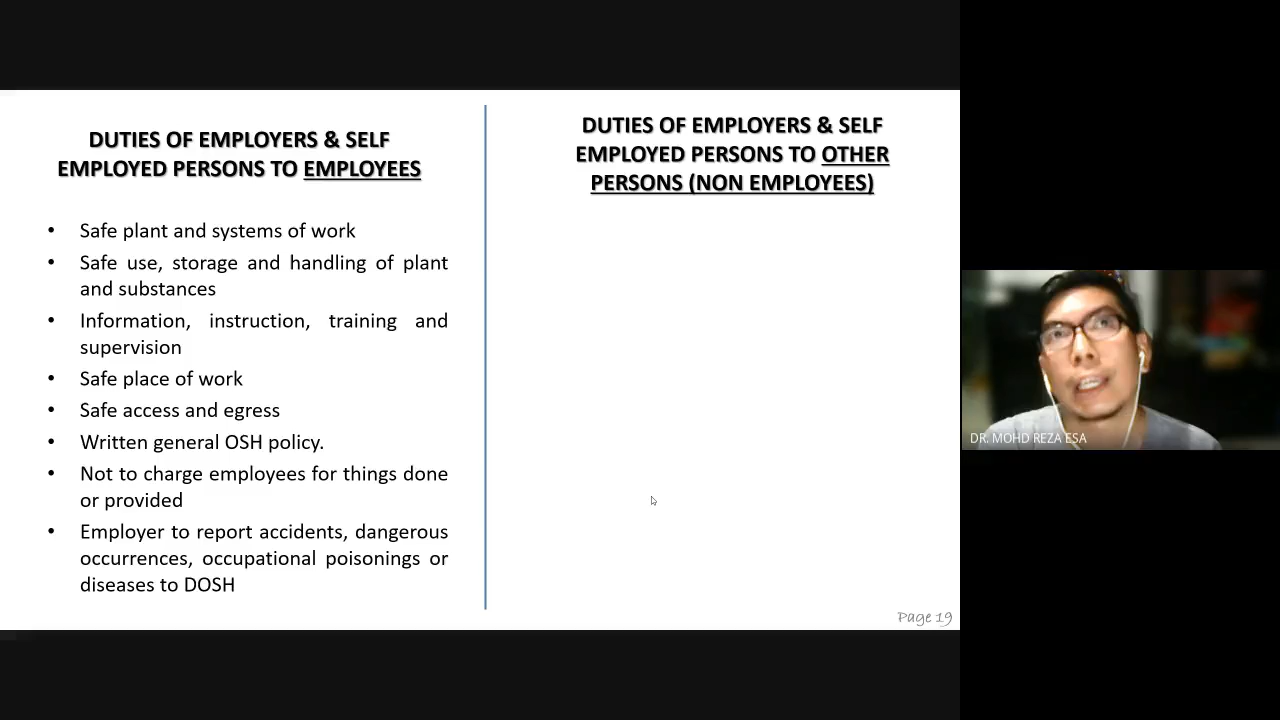 DUTIES OF EMPLOYERS & SELF
EMPLOYED PERSONS TO EMPLOYEES
• Safe plant and systems of work
• Safe use, storage and handling of plant
and substances
• Information, instruction, training and
supervision
• Safe place of work
• Safe access and egress
• Written general OSH policy.
• Not to charge employees for things done
or provided
• Employer to report accidents, dangerous
occurrences, occupational poisonings or
diseases to DOSH
DUTIES OF EMPLOYERS & SELF
EMPLOYED PERSONS TO OTHER
PERSONS (NON EMPLOYEES)
Page 19
DR. MOHD REZA ESA